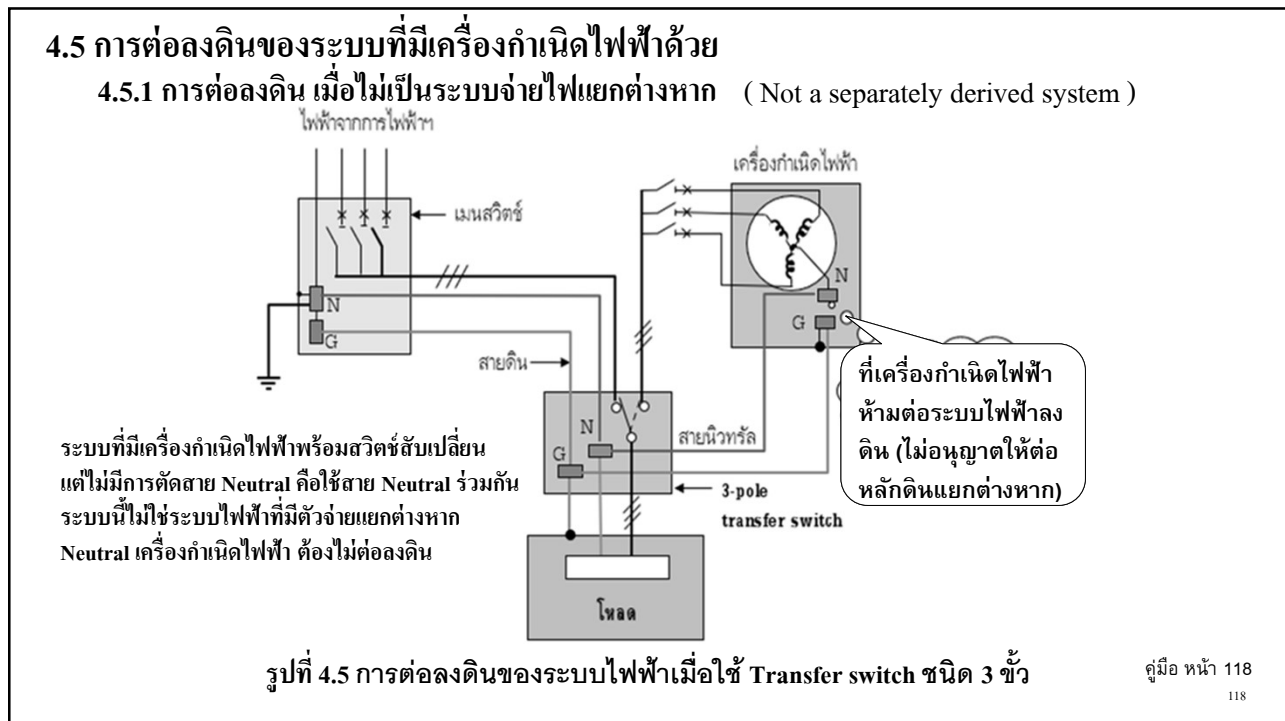 4.5 การต่อลงดินของระบบที่มีเครื่องกำเนิดไฟฟ้าด้วย
4.5.1 การต่อลงดิน เมื่อไม่เป็นระบบจ่ายไฟแยกต่างหาก ( Not a separately derived system )
ไฟฟ้าจากการไฟฟ้าฯ
เครื่องกำเนิดไฟฟ้า
เมนสวิตช์
N
G
N
G
สายดิน
ที่เครื่องกำเนิดไฟฟ้า
ห้ามต่อระบบไฟฟ้าลง
ดิน (ไม่อนุญาตให้ต่อ
หลักดินแยกต่างหาก)
N
G
สายนิวทรัล
3-pole
transfer switch
ระบบที่มีเครื่องกำเนิดไฟฟ้าพร้อมสวิตช์สับเปลี่ยน
แต่ไม่มีการตัดสาย Neutral คือใช้สาย Neutral ร่วมกัน
ระบบนี้ไม่ใช่ระบบไฟฟ้าที่มีตัวจ่ายแยกต่างหาก
Neutral เครื่องกำเนิดไฟฟ้า ต้องไม่ต่อลงดิน
โหลด
รูปที่ 4.5 การต่อลงดินของระบบไฟฟ้าเมื่อใช้ Transfer switch ชนิด 3 ขั้ว
คู่มือ หน้า 118
118